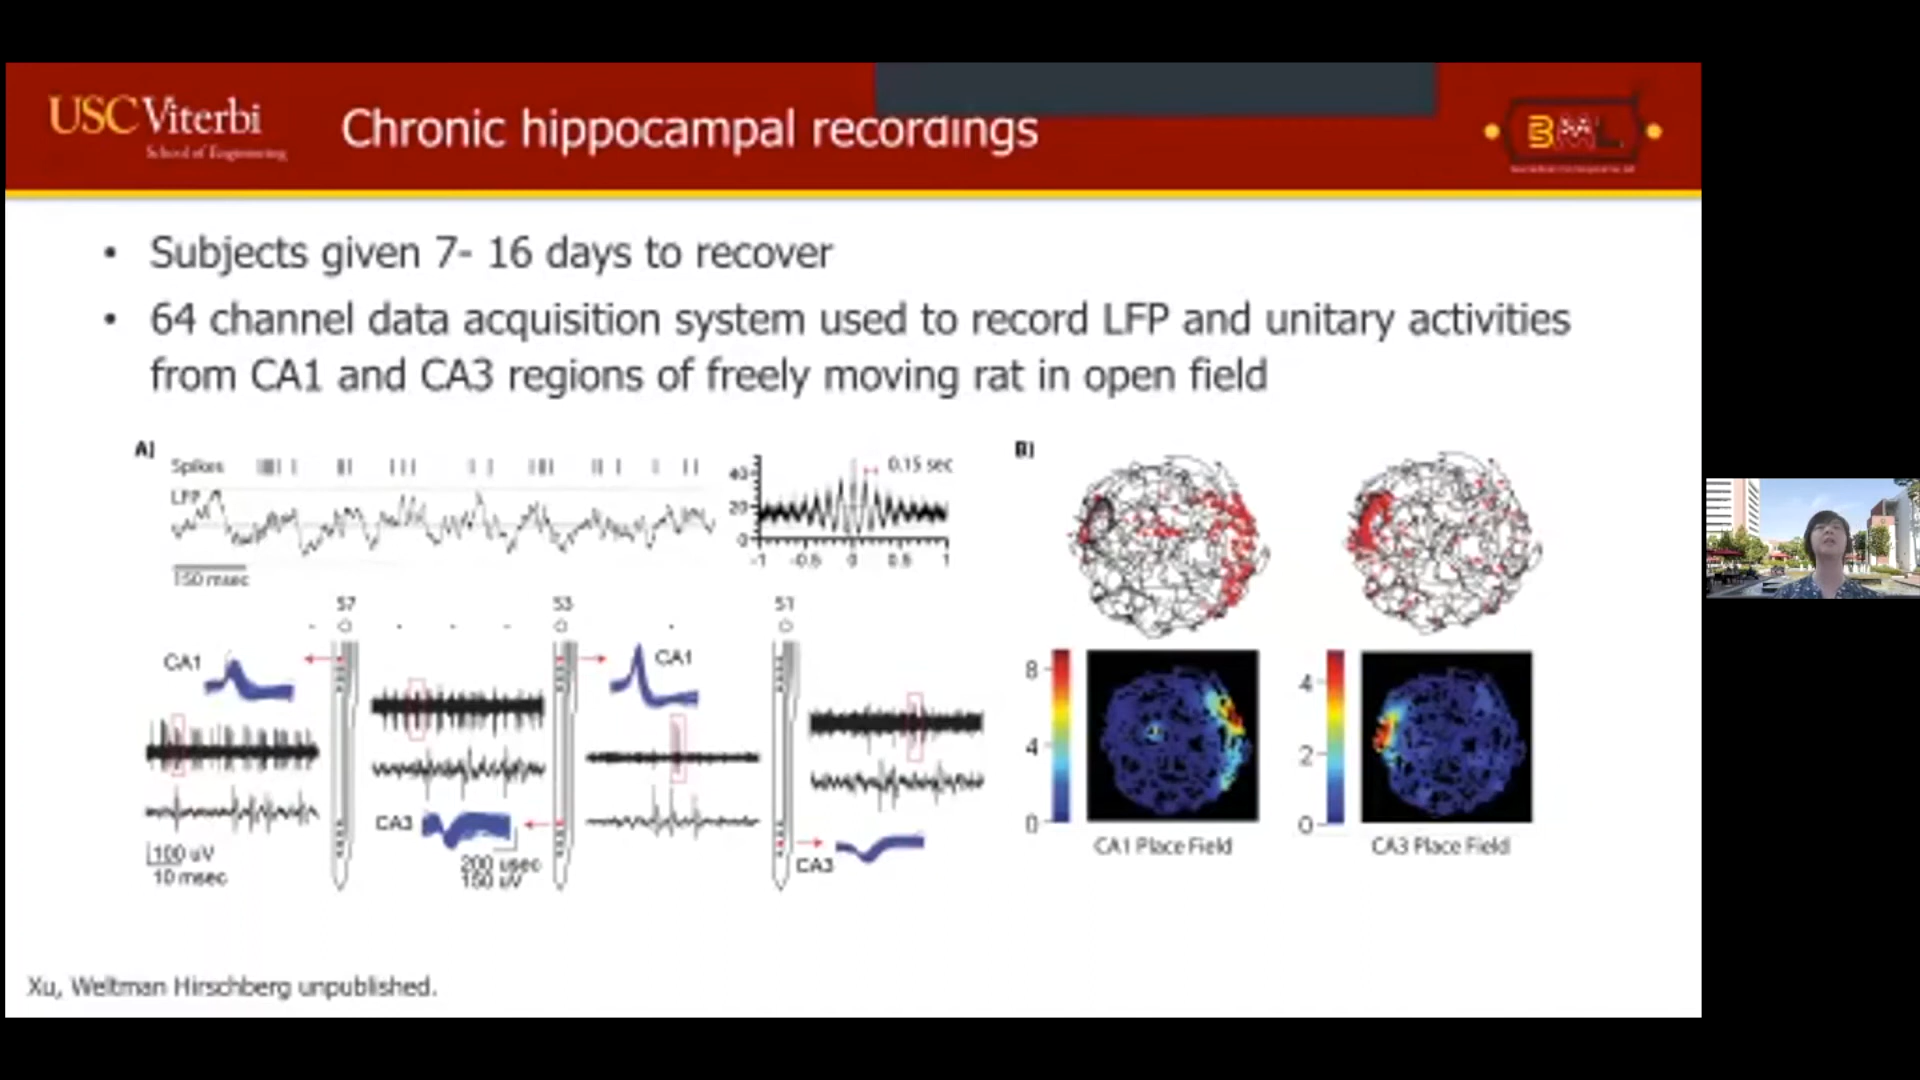 USC Viterbi
School of Engineering
Chronic hippocampal recordings
BML
• Subjects given 7- 16 days to recover
• 64 channel data acquisition system used to record LFP and unitary activities
from CA1 and CA3 regions of freely moving rat in open field
A)
Spikes
LFP
150 msec
40
20
0
0.15 sec
-1 -0.5 0 0.5 1
S7 S3 S1
CA1
CA1
CA3
CA3
100 uV
10 msec
200 usec
150 uV
B)
8
4
0
4
2
0
CA1 Place Field
CA3 Place Field
Xu, Weltman Hirschberg unpublished.